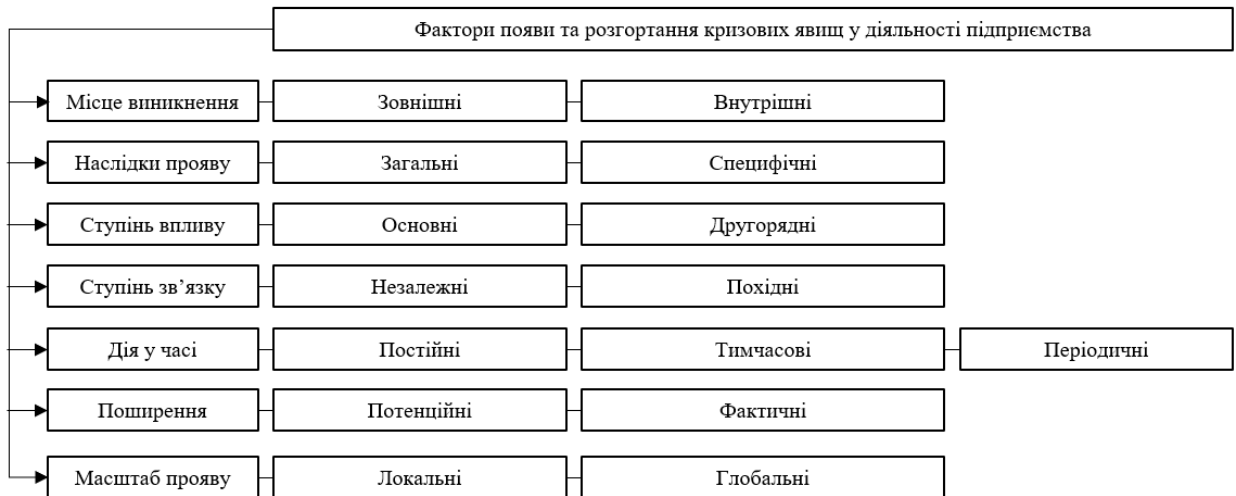 Фактори появи та розгортання кризових явищ у діяльності підприємства
Місце виникнення Зовнішні Внутрішні
Наслідки прояву Загальні Специфічні
Ступінь впливу Основні Другорядні
Ступінь зв’язку Незалежні Похідні
Дія у часі Постійні Тимчасові Періодичні
Поширення Потенційні Фактичні
Масштаб прояву Локальні Глобальні